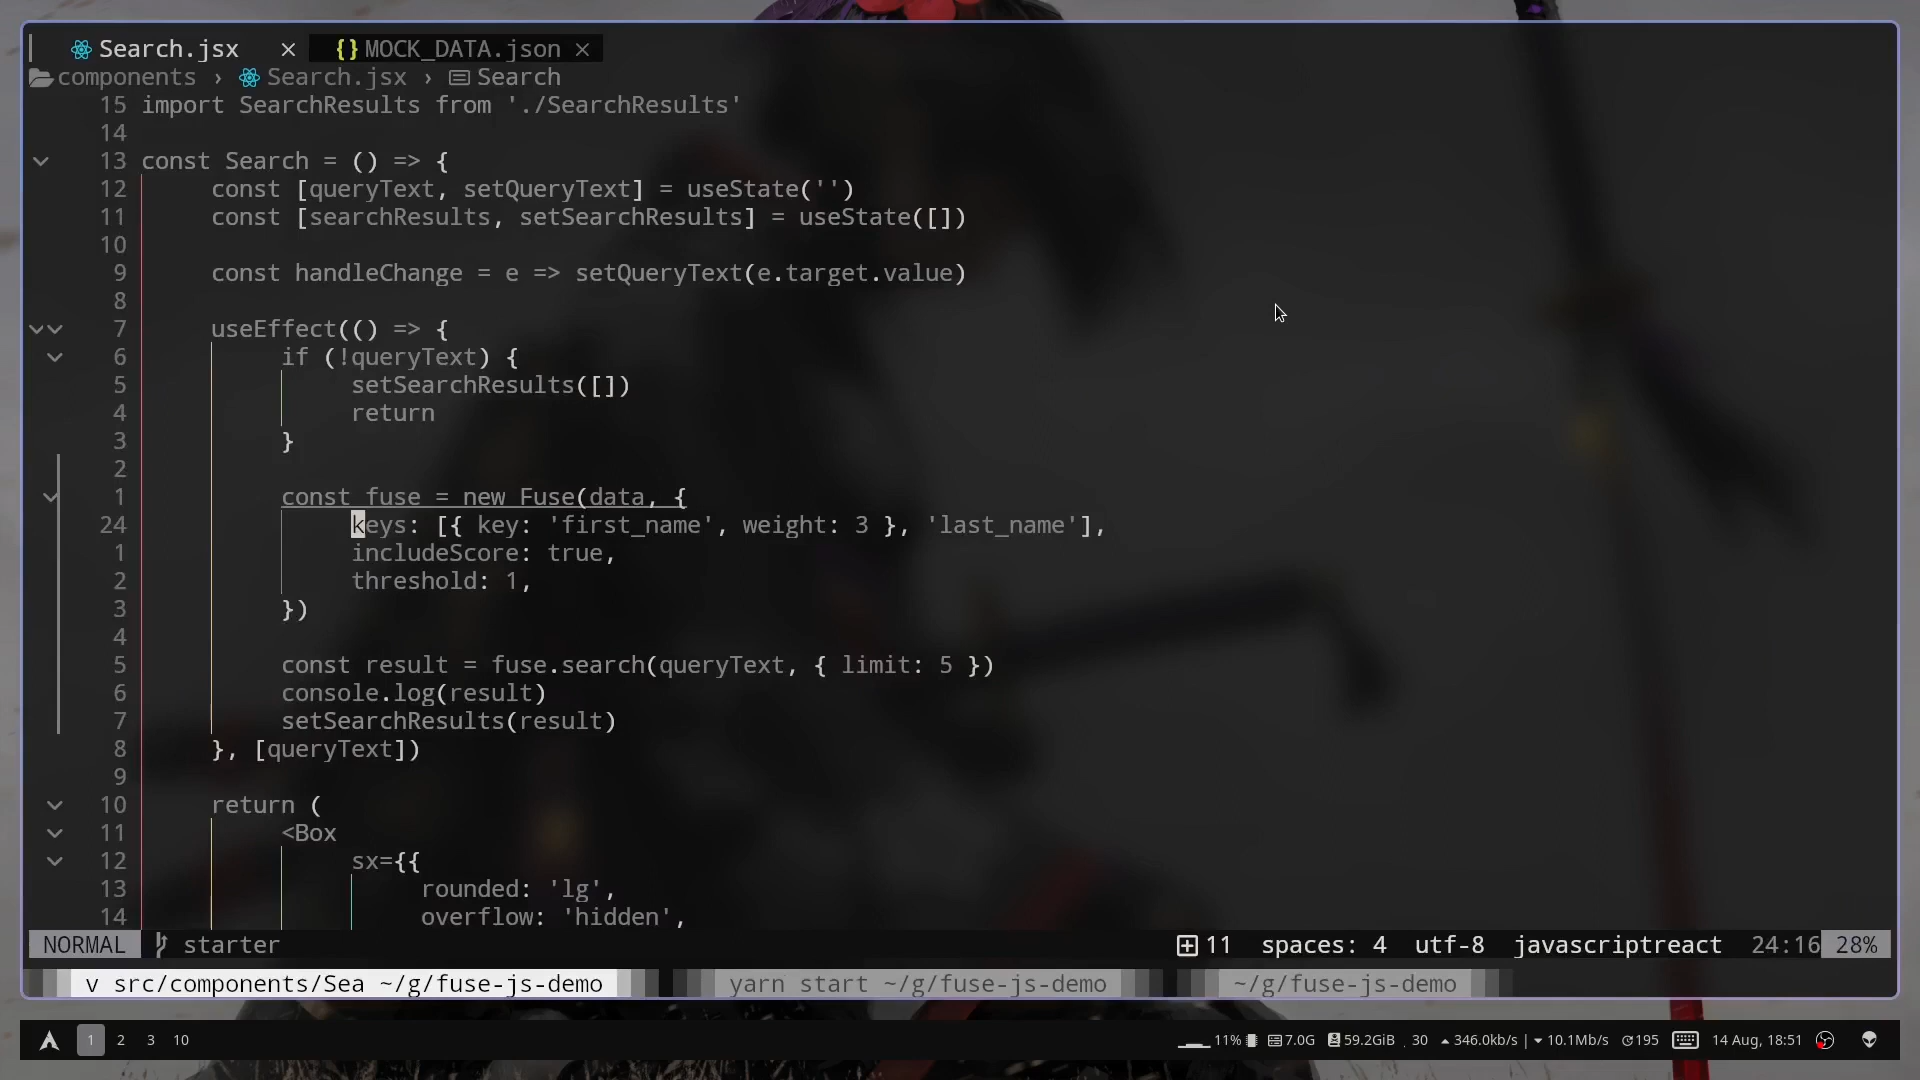 Search.jsx × {} MOCK_DATA.json ×
components › Search.jsx › Search
15 import SearchResults from './SearchResults'
14
13 const Search = () => {
12 const [queryText, setQueryText] = useState('')
11 const [searchResults, setSearchResults] = useState([])
10
9 const handleChange = e => setQueryText(e.target.value)
8
7 useEffect(() => {
6 if (!queryText) {
5 setSearchResults([])
4 return
3 }
2
1 const fuse = new Fuse(data, {
24 keys: [{ key: 'first_name', weight: 3 }, 'last_name'],
1 includeScore: true,
2 threshold: 1,
3 })
4
5 const result = fuse.search(queryText, { limit: 5 })
6 console.log(result)
7 setSearchResults(result)
8 }, [queryText])
9
10 return (
11 <Box
12 sx={{
13 rounded: 'lg',
14 overflow: 'hidden',
NORMAL starter 11 spaces: 4 utf-8 javascriptreact 24:16 28%
v src/components/Sea ~/g/fuse-js-demo yarn start ~/g/fuse-js-demo ~/g/fuse-js-demo
1 2 3 10 11% 7.0G 59.2GiB 30 346.0kb/s | 10.1Mb/s 195 14 Aug, 18:51